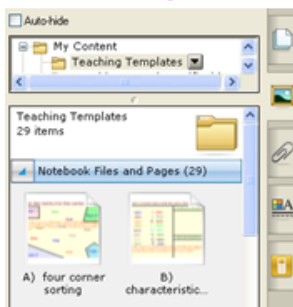 Auto-hide
My Content
Teaching Templates
Teaching Templates
29 items
Notebook Files and Pages (29)
A) four corner
sorting
B)
characteristic...